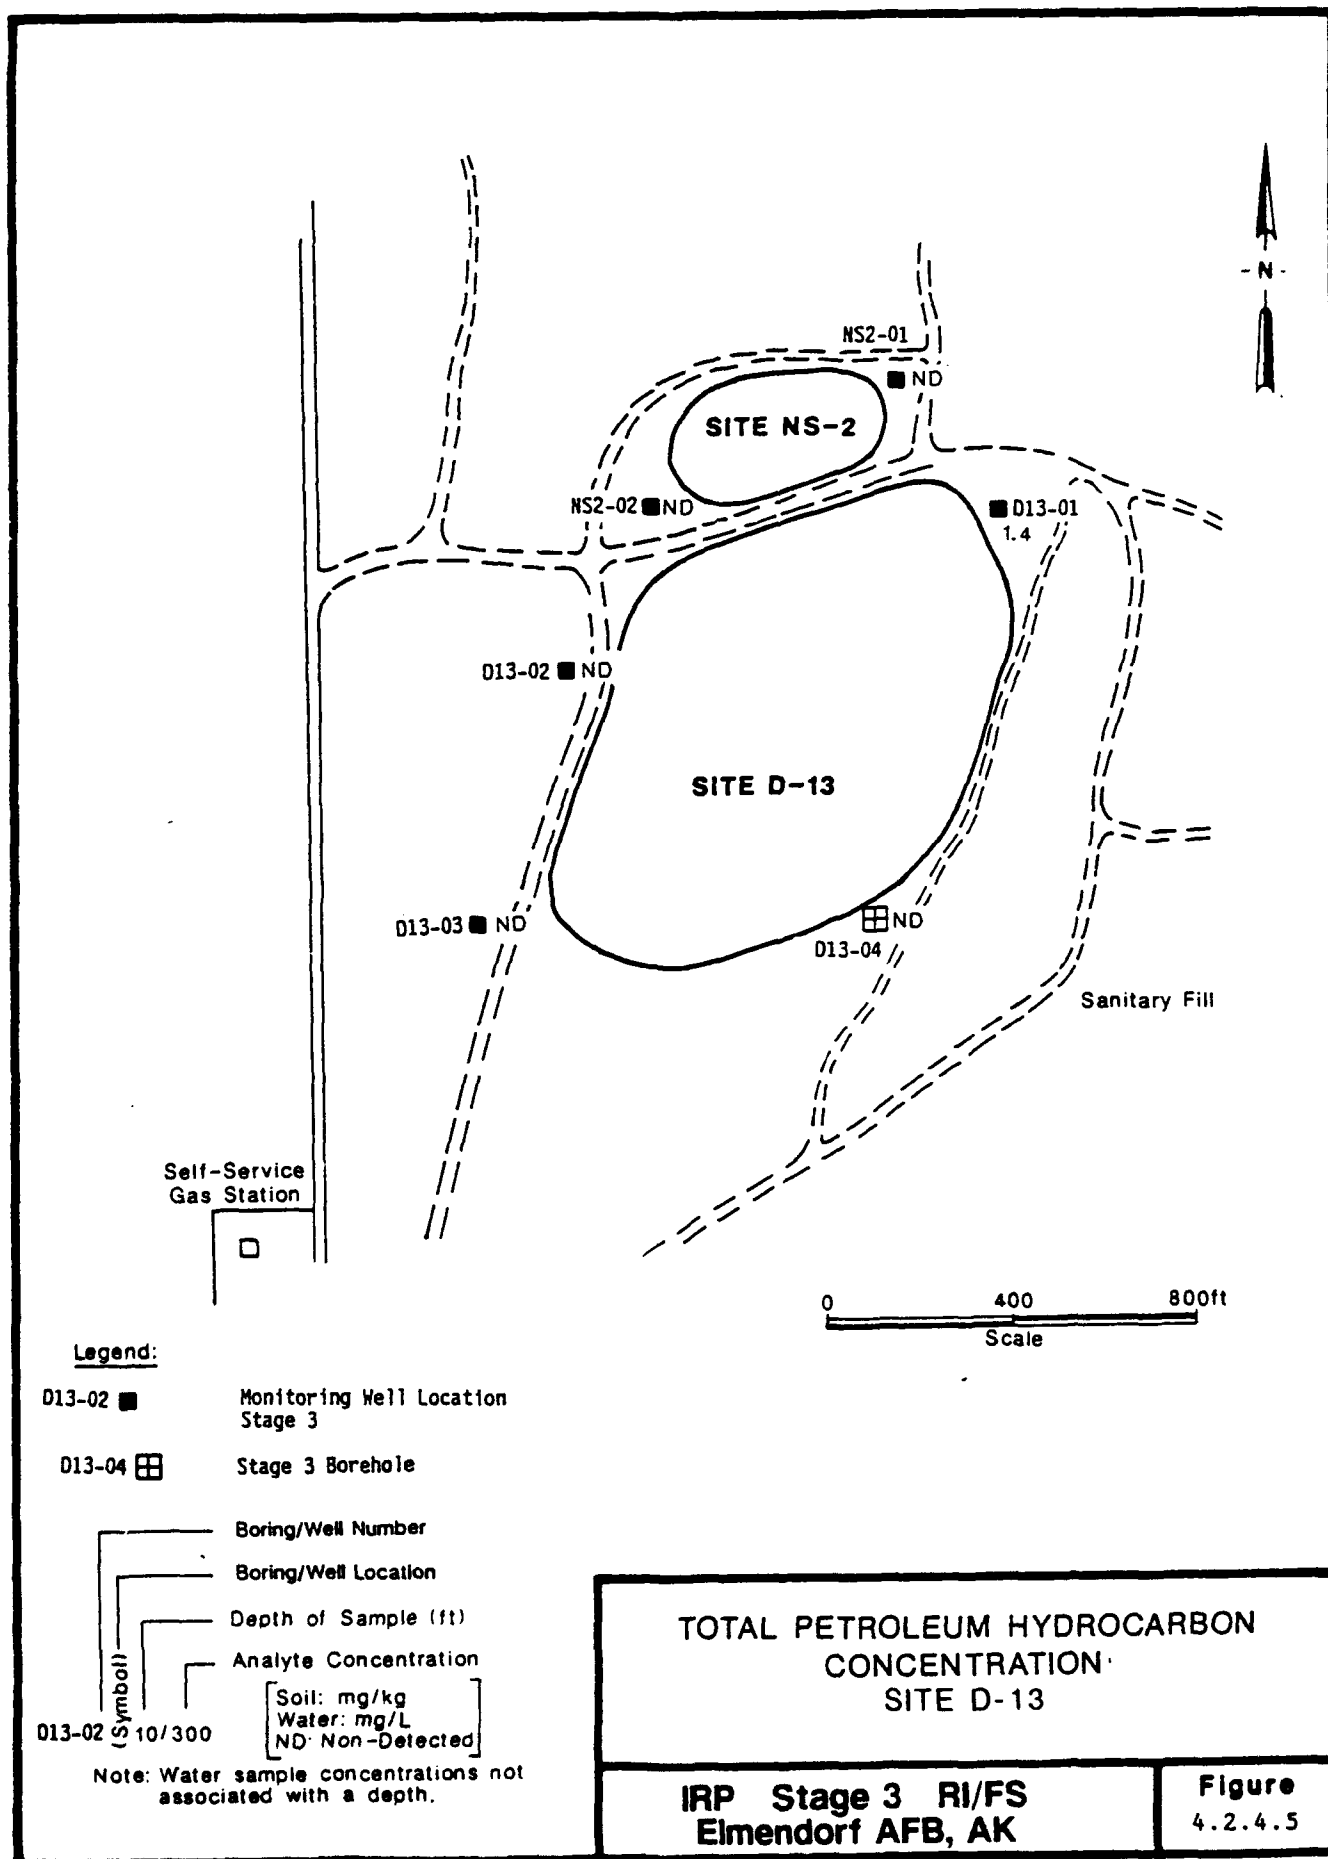 - N -
NS2-01
ND
SITE NS-2
NS2-02 ND
D13-01
1.4
D13-02 ND
SITE D-13
D13-03 ND
ND
D13-04
Sanitary Fill
Self-Service
Gas Station
0 400 800ft
Scale
Legend:
D13-02 Monitoring Well Location
Stage 3
D13-04 Stage 3 Borehole
Boring/Well Number
Boring/Well Location
Depth of Sample (ft)
Analyte Concentration
Soil: mg/kg
Water: mg/L
ND: Non-Detected
D13-02 (Symbol) 10/300
Note: Water sample concentrations not
associated with a depth.
TOTAL PETROLEUM HYDROCARBON
CONCENTRATION
SITE D-13
IRP Stage 3 RI/FS
Elmendorf AFB, AK
Figure
4.2.4.5